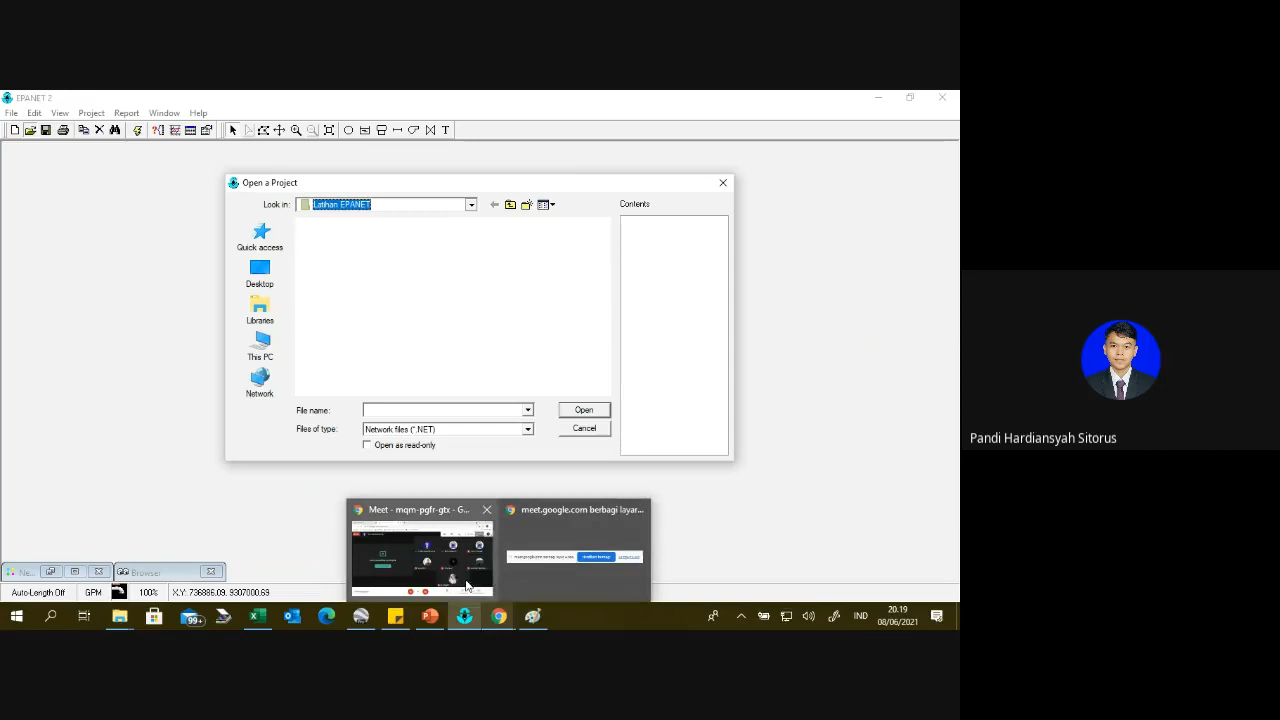 EPANET 2
File Edit View Project Report Window Help
T
Open a Project
Look in: Latihan EPANET
Contents
Quick access
Desktop
Libraries
This PC
Network
File name:
Open
Files of type: Network files (*.NET)
Cancel
Open as read-only
Meet - mqm-pgfr-gtx - G...
meet.google.com berbagi layar...
Ne...
Browser
Auto-Length Off GPM 100% X,Y: 736886.09, 9307000.69
99+
IND
20.19
08/06/2021
Pandi Hardiansyah Sitorus